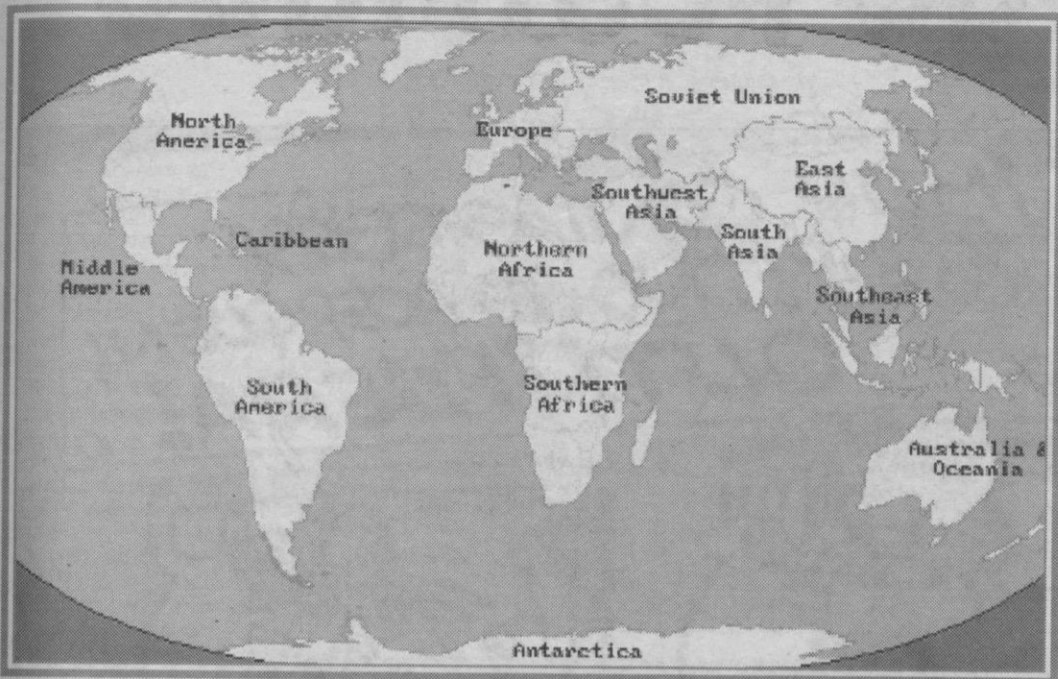 Soviet Union
North
America
Europe
East
Asia
Southwest
Asia
South
Asia
Caribbean
Northern
Africa
Middle
America
Southeast
Asia
South
America
Southern
Africa
Australia &
Oceania
Antarctica